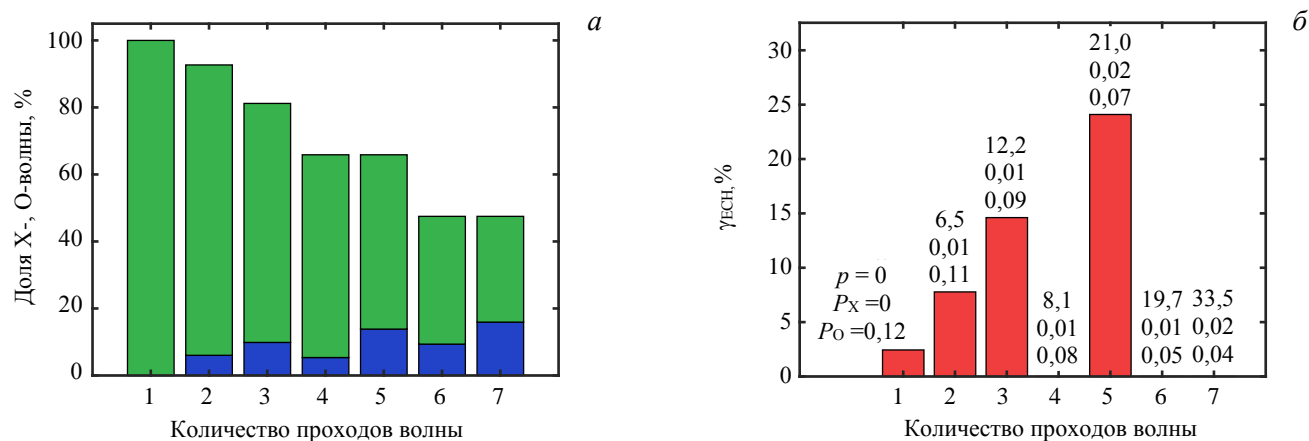 а
Доля X-, О-волны, %
100
80
60
40
20
0
1 2 3 4 5 6 7
Количество проходов волны
б
γECH,%
30
25
20
15
10
5
0
p = 0
PX =0
PO =0,12
6,5
0,01
0,11
12,2
0,01
0,09
8,1
0,01
0,08
21,0
0,02
0,07
19,7
0,01
0,05
33,5
0,02
0,04
1 2 3 4 5 6 7
Количество проходов волны